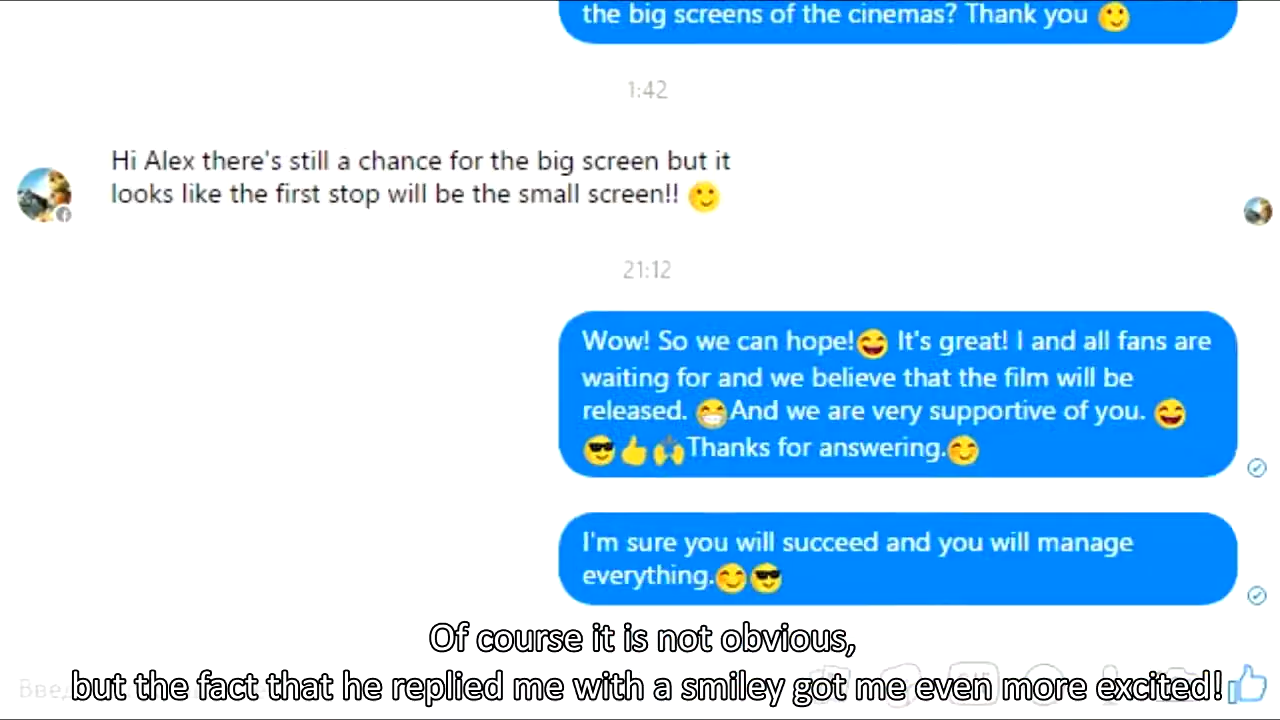 the big screens of the cinemas? Thank you 🙂
1:42
Hi Alex there's still a chance for the big screen but it
looks like the first stop will be the small screen!! 🙂
21:12
Wow! So we can hope!😄 It's great! I and all fans are
waiting for and we believe that the film will be
released. 😁And we are very supportive of you. 😄
😎👍🙌Thanks for answering.😊
I'm sure you will succeed and you will manage
everything.😊😎
Of course it is not obvious,
but the fact that he replied me with a smiley got me even more excited!